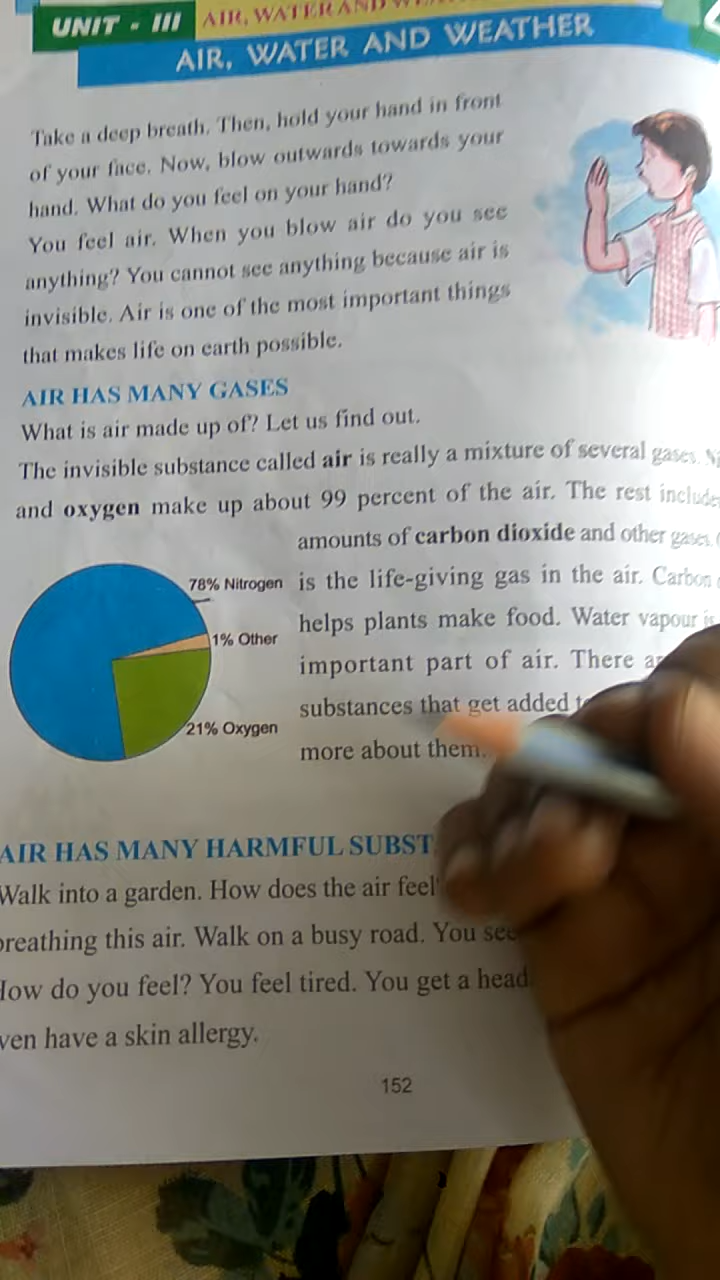 UNIT - III AIR, WATER AND
AIR, WATER AND WEATHER
Take a deep breath. Then, hold your hand in front
of your face. Now, blow outwards towards your
hand. What do you feel on your hand?
You feel air. When you blow air do you see
anything? You cannot see anything because air is
invisible. Air is one of the most important things
that makes life on earth possible.
AIR HAS MANY GASES
What is air made up of? Let us find out.
The invisible substance called air is really a mixture of several gases.
and oxygen make up about 99 percent of the air. The rest include
amounts of carbon dioxide and other gases.
is the life-giving gas in the air. Carbon
helps plants make food. Water vapour is
important part of air. There
substances that get added
more about them.
78% Nitrogen
1% Other
21% Oxygen
AIR HAS MANY HARMFUL SUBST
Walk into a garden. How does the air feel
breathing this air. Walk on a busy road. You see
How do you feel? You feel tired. You get a head
ven have a skin allergy.
152